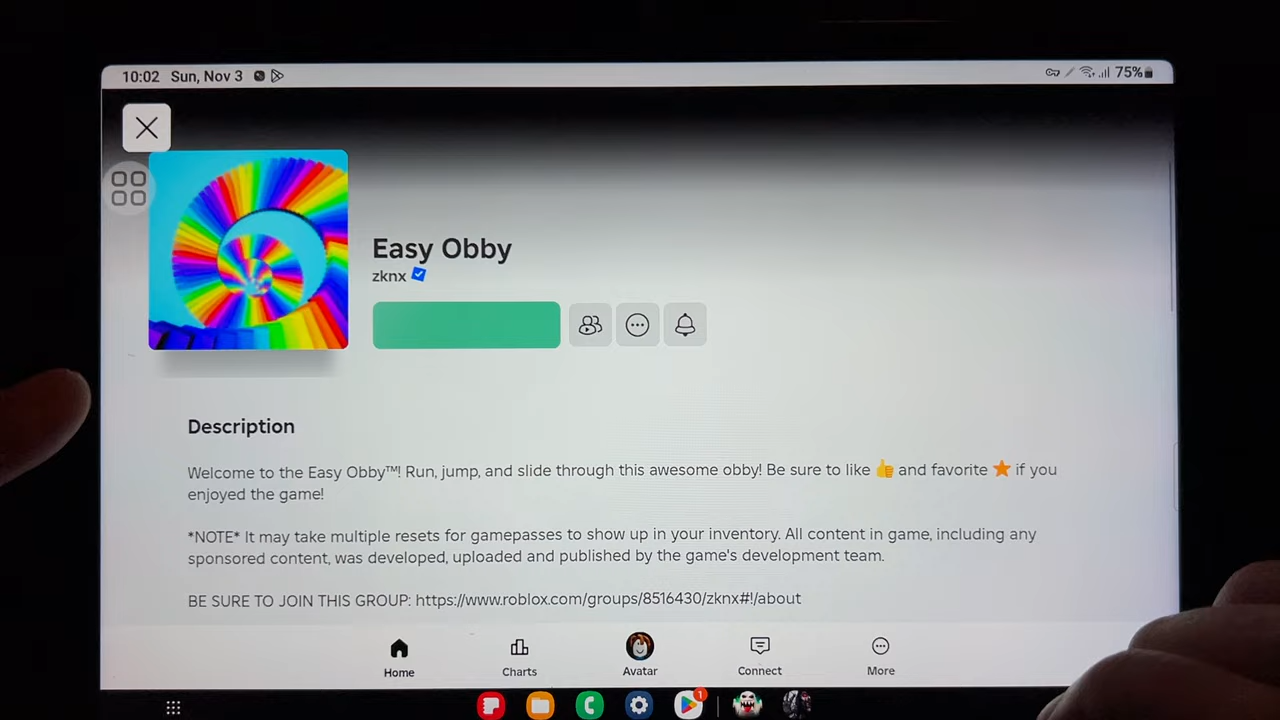 10:02 Sun, Nov 3
75%
Easy Obby
zknx
Description
Welcome to the Easy Obby™! Run, jump, and slide through this awesome obby! Be sure to like 👍 and favorite ⭐ if you
enjoyed the game!
*NOTE* It may take multiple resets for gamepasses to show up in your inventory. All content in game, including any
sponsored content, was developed, uploaded and published by the game's development team.
BE SURE TO JOIN THIS GROUP: https://www.roblox.com/groups/8516430/zknx#!/about
Home
Charts
Avatar
Connect
More
1